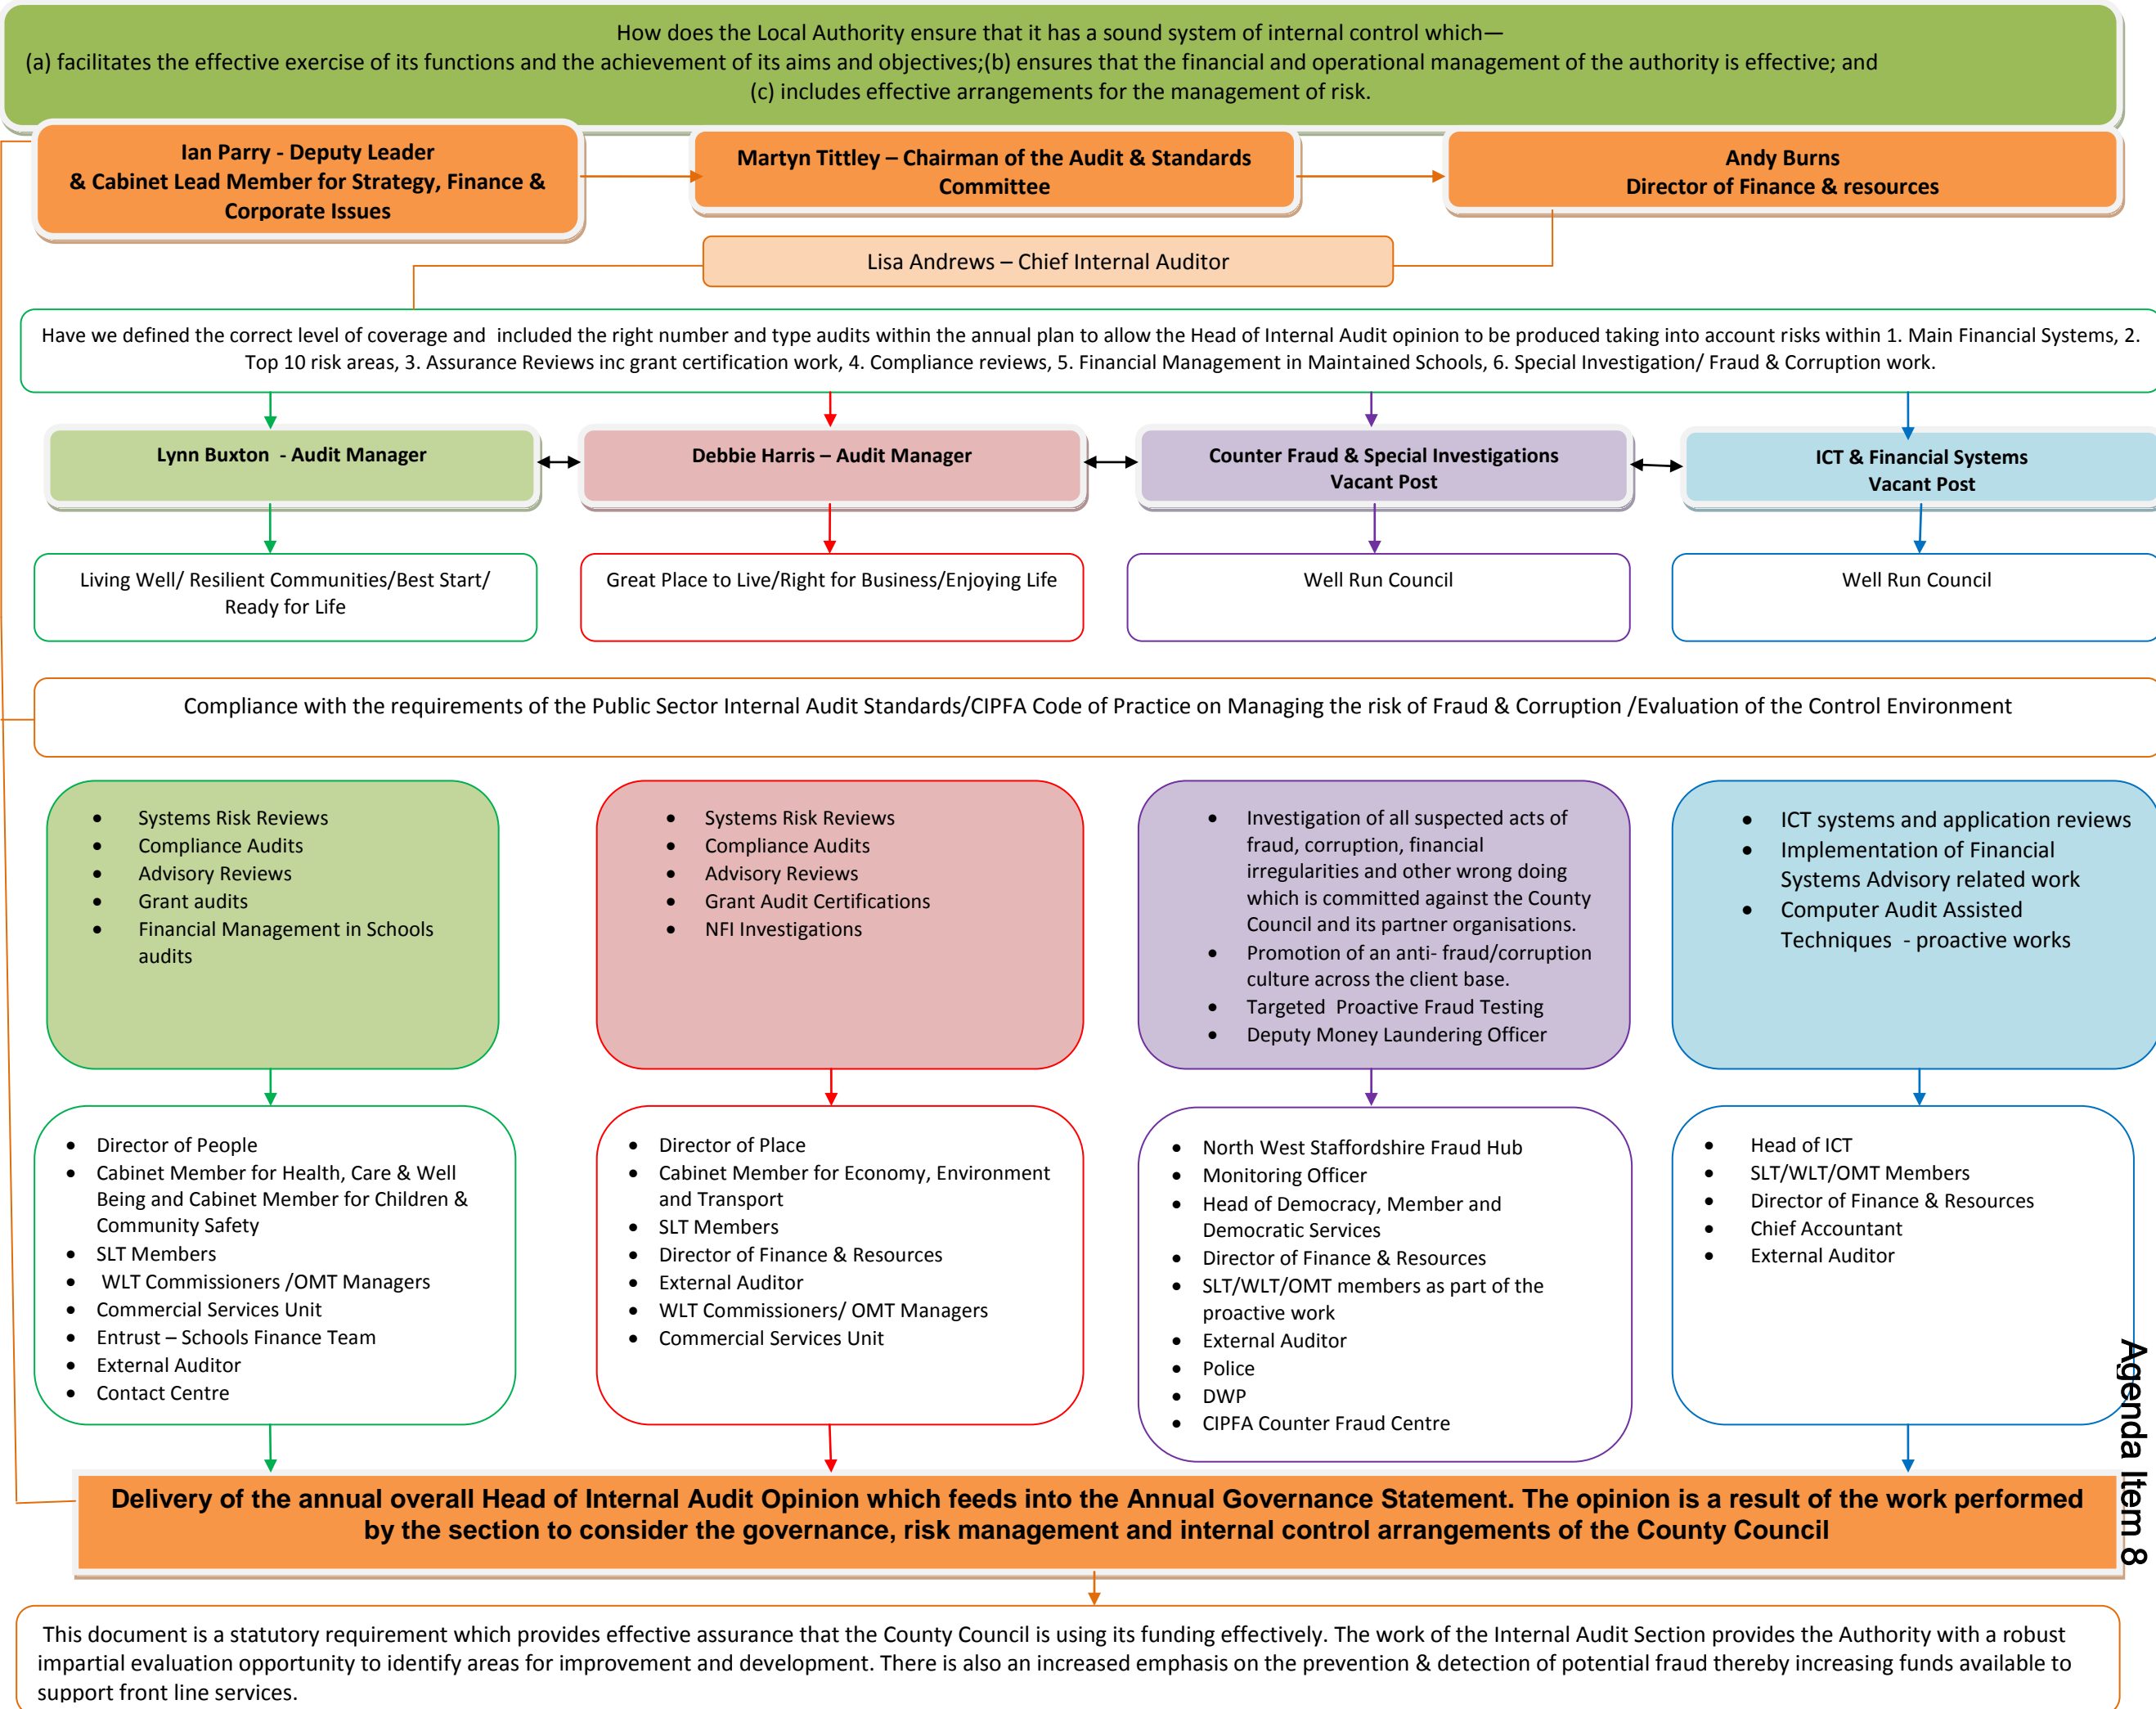 How does the Local Authority ensure that it has a sound system of internal control which—
(a) facilitates the effective exercise of its functions and the achievement of its aims and objectives;(b) ensures that the financial and operational management of the authority is effective; and
(c) includes effective arrangements for the management of risk.
Ian Parry - Deputy Leader
& Cabinet Lead Member for Strategy, Finance &
Corporate Issues
Martyn Tittley – Chairman of the Audit & Standards
Committee
Andy Burns
Director of Finance & resources
Lisa Andrews – Chief Internal Auditor
Have we defined the correct level of coverage and included the right number and type audits within the annual plan to allow the Head of Internal Audit opinion to be produced taking into account risks within 1. Main Financial Systems, 2.
Top 10 risk areas, 3. Assurance Reviews inc grant certification work, 4. Compliance reviews, 5. Financial Management in Maintained Schools, 6. Special Investigation/ Fraud & Corruption work.
Lynn Buxton - Audit Manager
Debbie Harris – Audit Manager
Counter Fraud & Special Investigations
Vacant Post
ICT & Financial Systems
Vacant Post
Living Well/ Resilient Communities/Best Start/
Ready for Life
Great Place to Live/Right for Business/Enjoying Life
Well Run Council
Well Run Council
Compliance with the requirements of the Public Sector Internal Audit Standards/CIPFA Code of Practice on Managing the risk of Fraud & Corruption /Evaluation of the Control Environment
• Systems Risk Reviews
• Compliance Audits
• Advisory Reviews
• Grant audits
• Financial Management in Schools
audits
• Systems Risk Reviews
• Compliance Audits
• Advisory Reviews
• Grant Audit Certifications
• NFI Investigations
• Investigation of all suspected acts of
fraud, corruption, financial
irregularities and other wrong doing
which is committed against the County
Council and its partner organisations.
• Promotion of an anti- fraud/corruption
culture across the client base.
• Targeted Proactive Fraud Testing
• Deputy Money Laundering Officer
• ICT systems and application reviews
• Implementation of Financial
Systems Advisory related work
• Computer Audit Assisted
Techniques - proactive works
• Director of People
• Cabinet Member for Health, Care & Well
Being and Cabinet Member for Children &
Community Safety
• SLT Members
• WLT Commissioners /OMT Managers
• Commercial Services Unit
• Entrust – Schools Finance Team
• External Auditor
• Contact Centre
• Director of Place
• Cabinet Member for Economy, Environment
and Transport
• SLT Members
• Director of Finance & Resources
• External Auditor
• WLT Commissioners/ OMT Managers
• Commercial Services Unit
• North West Staffordshire Fraud Hub
• Monitoring Officer
• Head of Democracy, Member and
Democratic Services
• Director of Finance & Resources
• SLT/WLT/OMT members as part of the
proactive work
• External Auditor
• Police
• DWP
• CIPFA Counter Fraud Centre
• Head of ICT
• SLT/WLT/OMT Members
• Director of Finance & Resources
• Chief Accountant
• External Auditor
Agenda Item 8
Delivery of the annual overall Head of Internal Audit Opinion which feeds into the Annual Governance Statement. The opinion is a result of the work performed
by the section to consider the governance, risk management and internal control arrangements of the County Council
This document is a statutory requirement which provides effective assurance that the County Council is using its funding effectively. The work of the Internal Audit Section provides the Authority with a robust
impartial evaluation opportunity to identify areas for improvement and development. There is also an increased emphasis on the prevention & detection of potential fraud thereby increasing funds available to
support front line services.